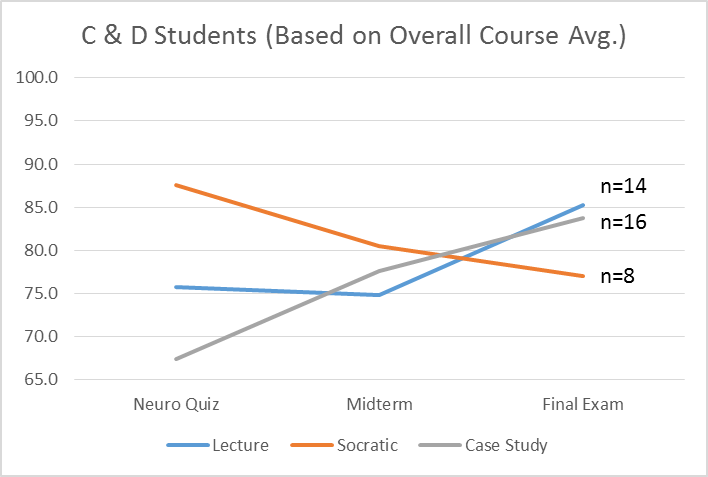 C & D Students (Based on Overall Course Avg.)
100.0
95.0
90.0
85.0
80.0
75.0
70.0
65.0
n=14
n=16
n=8
Neuro Quiz Midterm Final Exam
Lecture Socratic Case Study